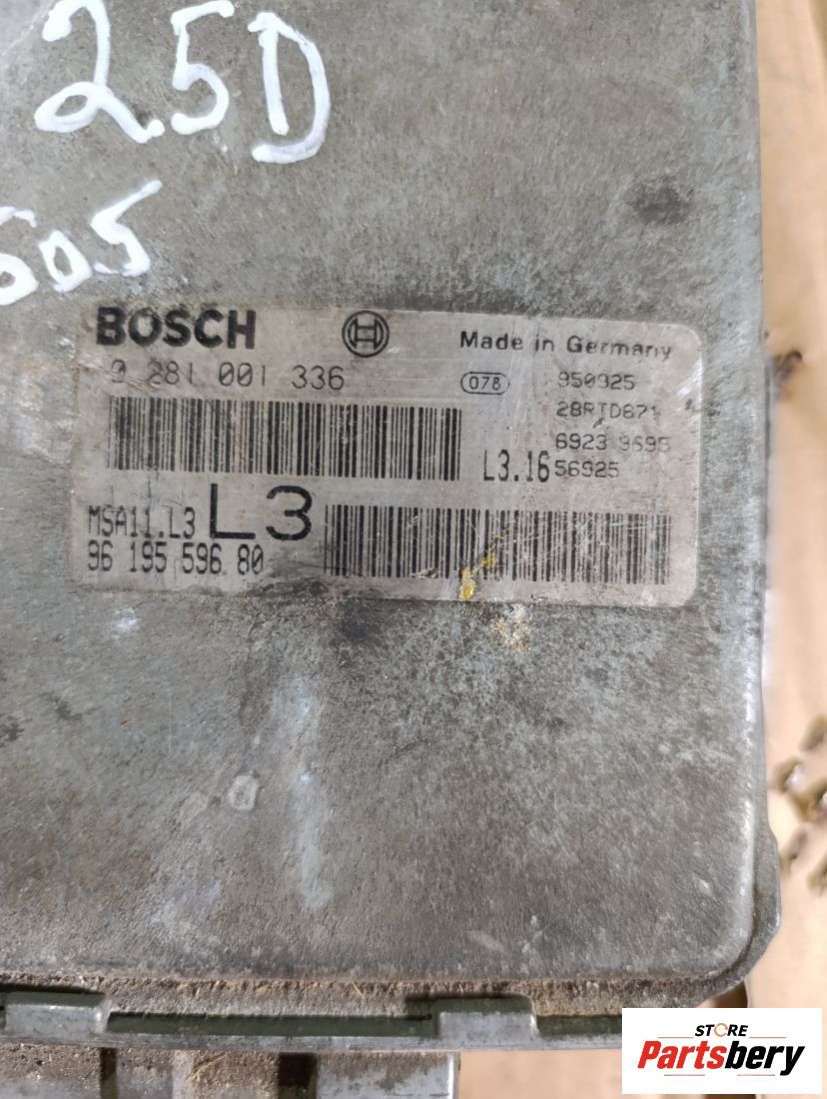 2.5D
605
BOSCH
Made in Germany
0 281 001 336
078
950925
28RTD871
6923 9695
L3.16 56925
MSA11.L3 L3
96 195 596 80
STORE
Partsbery